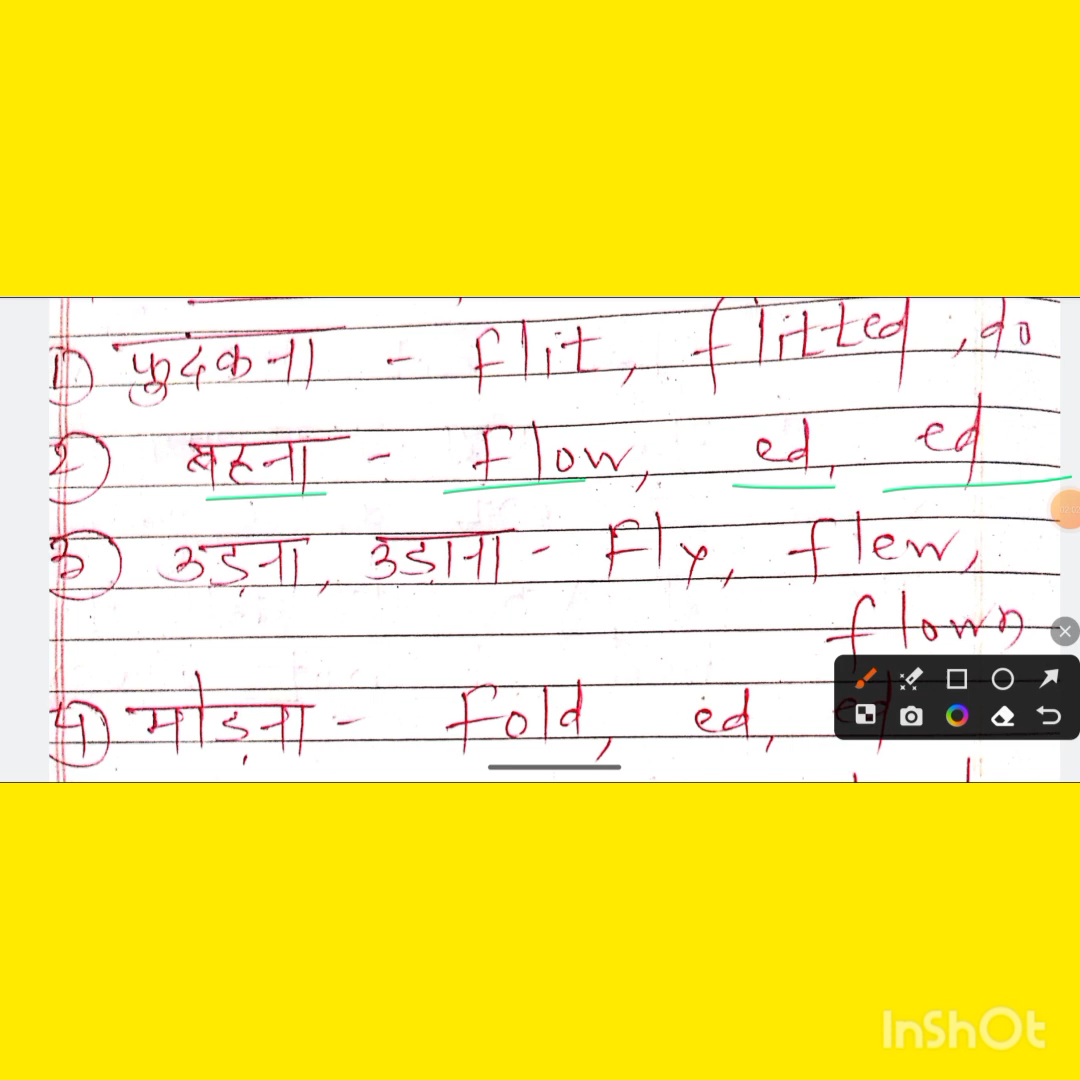 ① फुदकना - flit, flitted, do
② बहना - flow, ed, ed
③ उड़ना, उड़ाना - Fly, flew,
flown
④ मोड़ना - Fold, ed, ed
InShOt